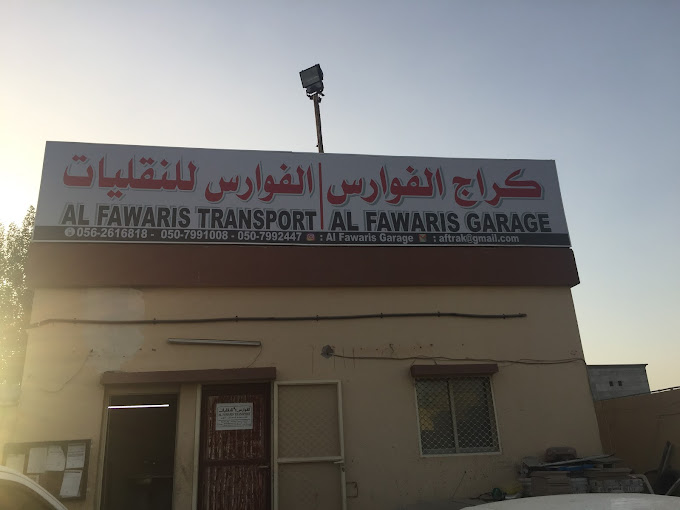 كراج الفوارس | الفوارس للنقليات
AL FAWARIS TRANSPORT | AL FAWARIS GARAGE
056-2616818 - 050-7991008 - 050-7992447 : Al Fawaris Garage : aftrak@gmail.com